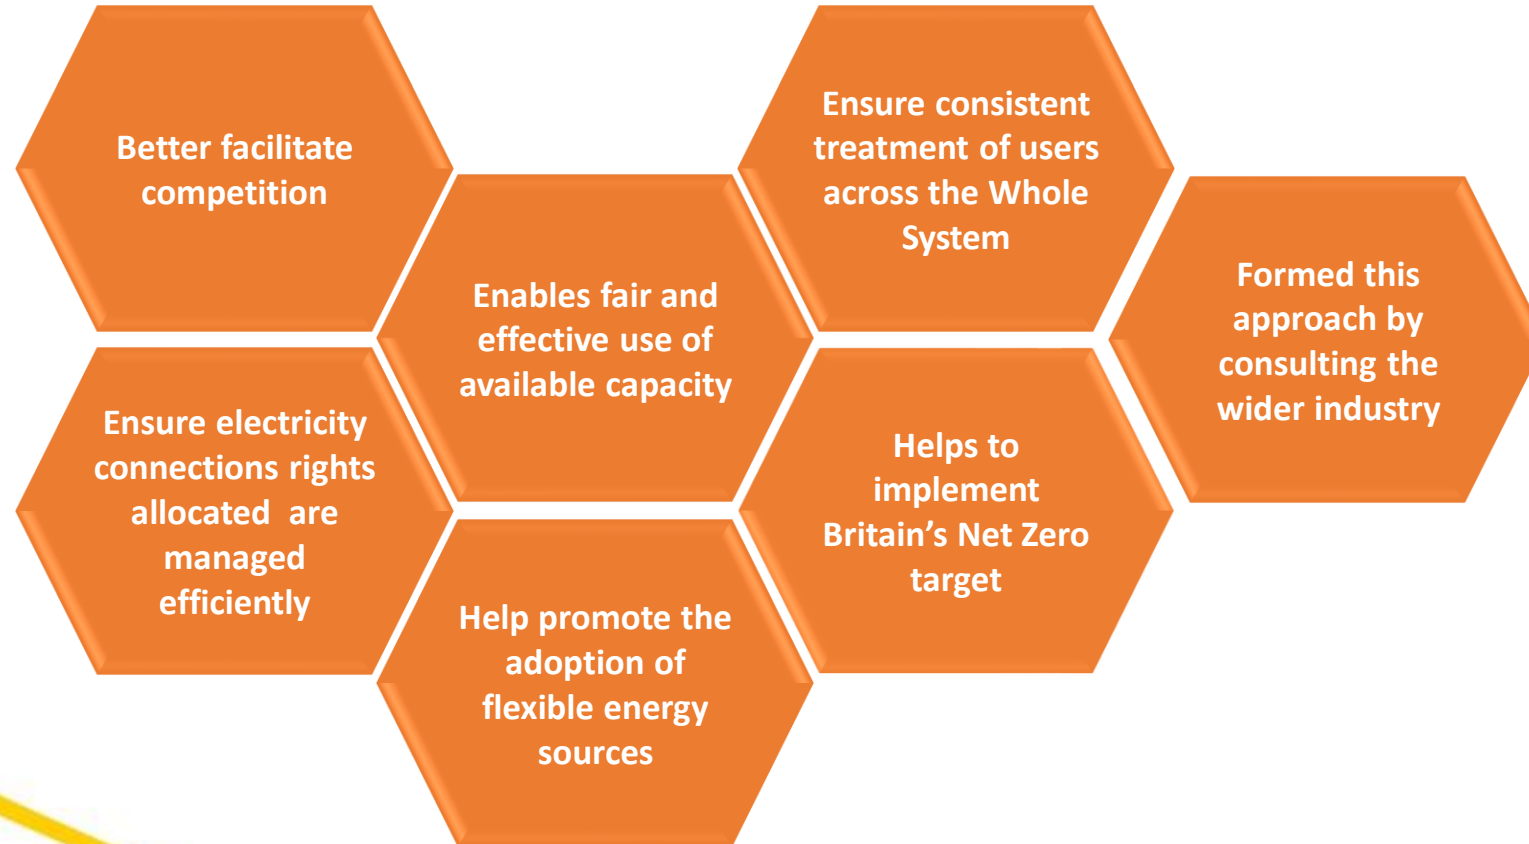 Better facilitate
competition
Ensure electricity
connections rights
allocated  are
managed
efficiently
Enables fair and
effective use of
available capacity
Help promote the
adoption of
flexible energy
sources
Ensure consistent
treatment of users
across the Whole
System
Helps to
implement
Britain’s Net Zero
target
Formed this
approach by
consulting the
wider industry